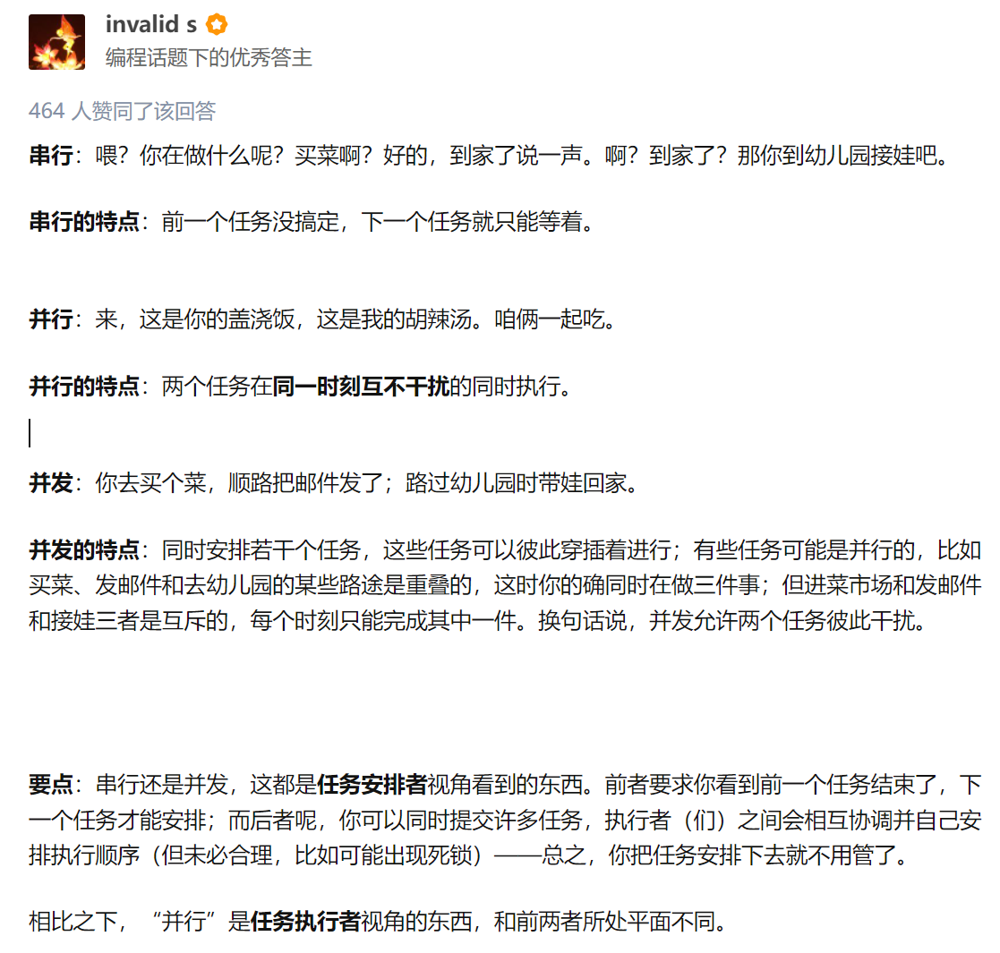 invalid s
编程话题下的优秀答主
464 人赞同了该回答
串行：喂？你在做什么呢？买菜啊？好的，到家了说一声。啊？到家了？那你到幼儿园接娃吧。
串行的特点：前一个任务没搞定，下一个任务就只能等着。
并行：来，这是你的盖浇饭，这是我的胡辣汤。咱俩一起吃。
并行的特点：两个任务在同一时刻互不干扰的同时执行。
并发：你去买个菜，顺路把邮件发了；路过幼儿园时带娃回家。
并发的特点：同时安排若干个任务，这些任务可以彼此穿插着进行；有些任务可能是并行的，比如
买菜、发邮件和去幼儿园的某些路途是重叠的，这时你的确同时在做三件事；但进菜市场和发邮件
和接娃三者是互斥的，每个时刻只能完成其中一件。换句话说，并发允许两个任务彼此干扰。
要点：串行还是并发，这都是任务安排者视角看到的东西。前者要求你看到前一个任务结束了，下
一个任务才能安排；而后者呢，你可以同时提交许多任务，执行者（们）之间会相互协调并自己安
排执行顺序（但未必合理，比如可能出现死锁）——总之，你把任务安排下去就不用管了。
相比之下，“并行”是任务执行者视角的东西，和前两者所处平面不同。